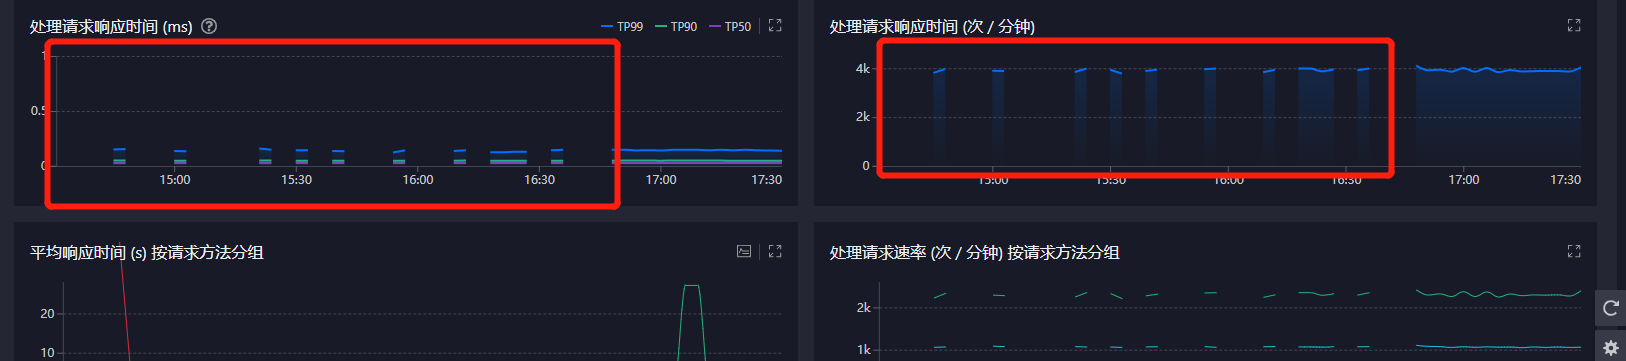 处理请求响应时间 (ms) ?
TP99 TP90 TP50
1
0.5
0
15:00 15:30 16:00 16:30 17:00 17:30
处理请求响应时间 (次 / 分钟)
4k
2k
0
15:00 15:30 16:00 16:30 17:00 17:30
平均响应时间 (s) 按请求方法分组
20
10
处理请求速率 (次 / 分钟) 按请求方法分组
2k
1k